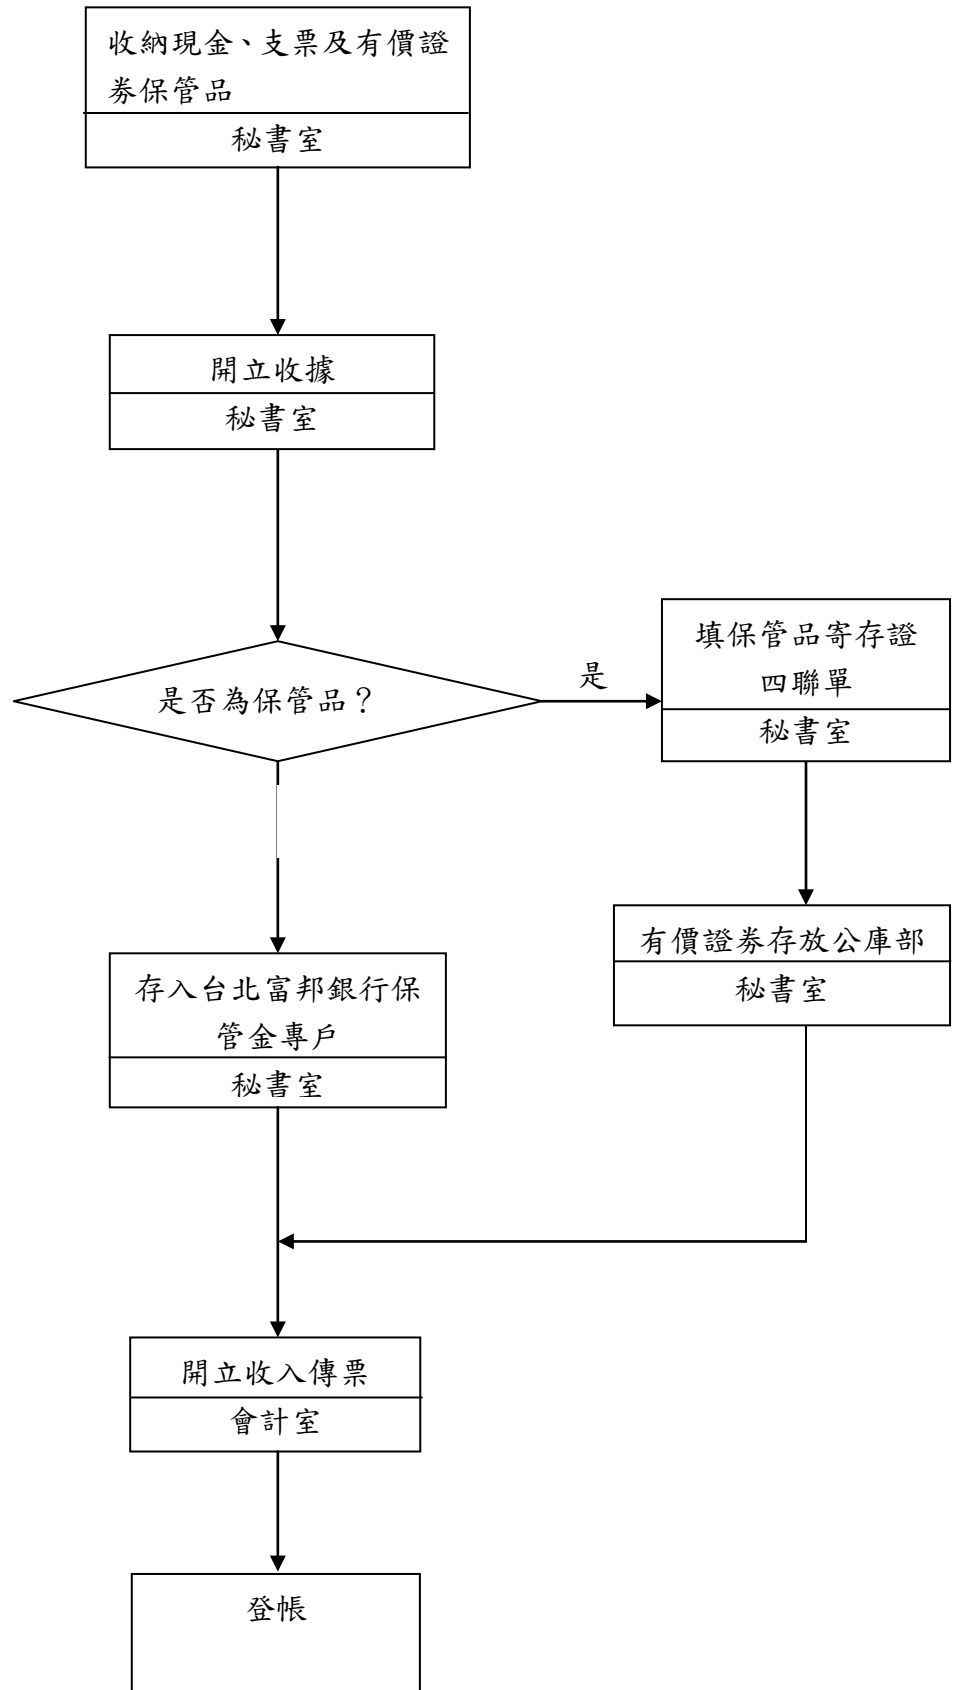 收納現金、支票及有價證
券保管品
秘書室
開立收據
秘書室
是否為保管品？
是
填保管品寄存證
四聯單
秘書室
有價證券存放公庫部
秘書室
存入台北富邦銀行保
管金專戶
秘書室
開立收入傳票
會計室
登帳